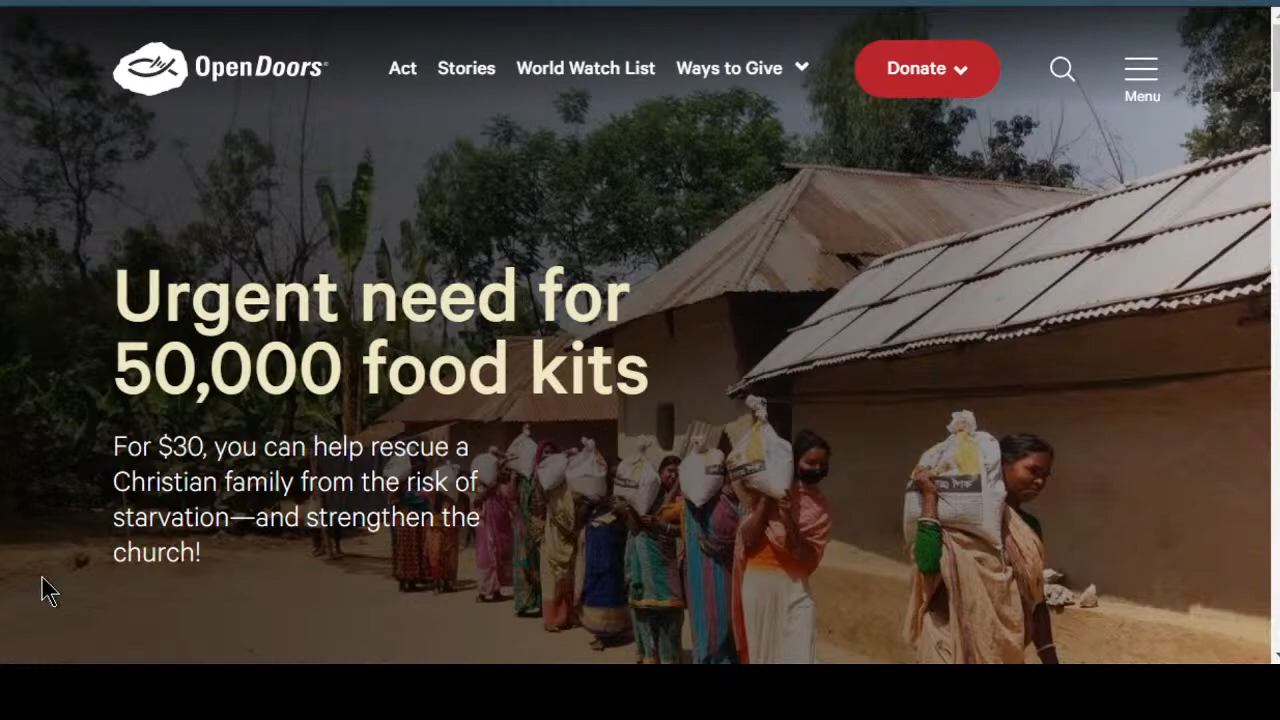 OpenDoors®
Act Stories World Watch List Ways to Give Donate
Menu
Urgent need for
50,000 food kits
For $30, you can help rescue a
Christian family from the risk of
starvation—and strengthen the
church!